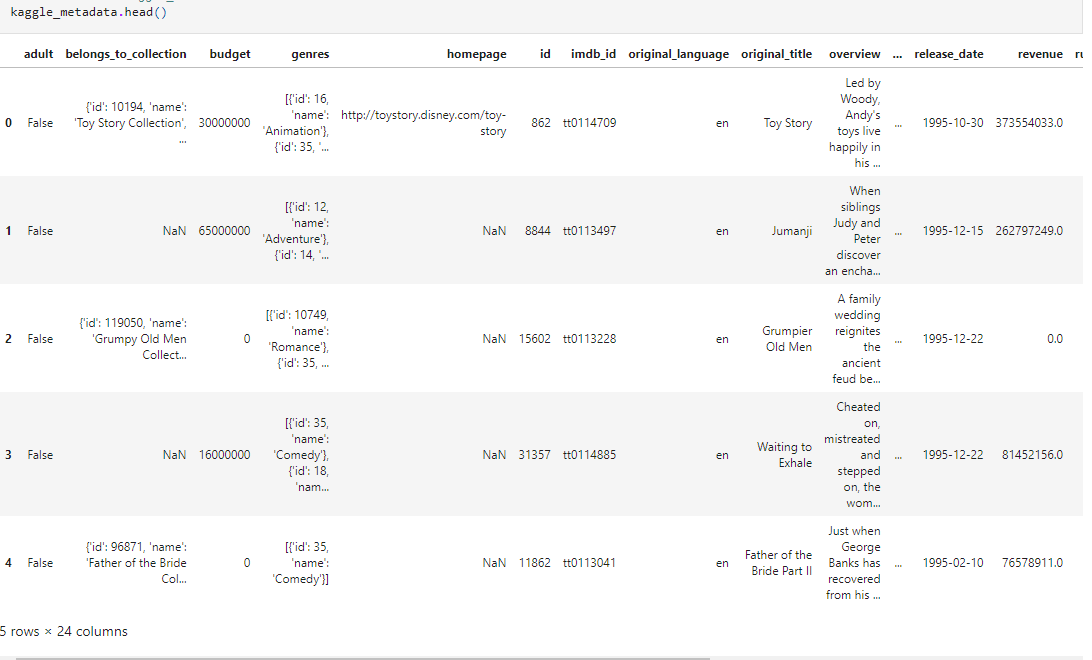 kaggle_metadata.head()
adult belongs_to_collection budget genres homepage id imdb_id original_language original_title overview ... release_date revenue
0 False {'id': 10194, 'name': 'Toy Story Collection', ... 30000000 [{'id': 16, 'name': 'Animation'}, {'id': 35, '... http://toystory.disney.com/toy-story 862 tt0114709 en Toy Story Led by Woody, Andy's toys live happily in his ... ... 1995-10-30 373554033.0
1 False NaN 65000000 [{'id': 12, 'name': 'Adventure'}, {'id': 14, '... NaN 8844 tt0113497 en Jumanji When siblings Judy and Peter discover an encha... ... 1995-12-15 262797249.0
2 False {'id': 119050, 'name': 'Grumpy Old Men Collect... 0 [{'id': 10749, 'name': 'Romance'}, {'id': 35, ... NaN 15602 tt0113228 en Grumpier Old Men A family wedding reignites the ancient feud be... ... 1995-12-22 0.0
3 False NaN 16000000 [{'id': 35, 'name': 'Comedy'}, {'id': 18, 'nam... NaN 31357 tt0114885 en Waiting to Exhale Cheated on, mistreated and stepped on, the wom... ... 1995-12-22 81452156.0
4 False {'id': 96871, 'name': 'Father of the Bride Col... 0 [{'id': 35, 'name': 'Comedy'}] NaN 11862 tt0113041 en Father of the Bride Part II Just when George Banks has recovered from his ... ... 1995-02-10 76578911.0
5 rows × 24 columns